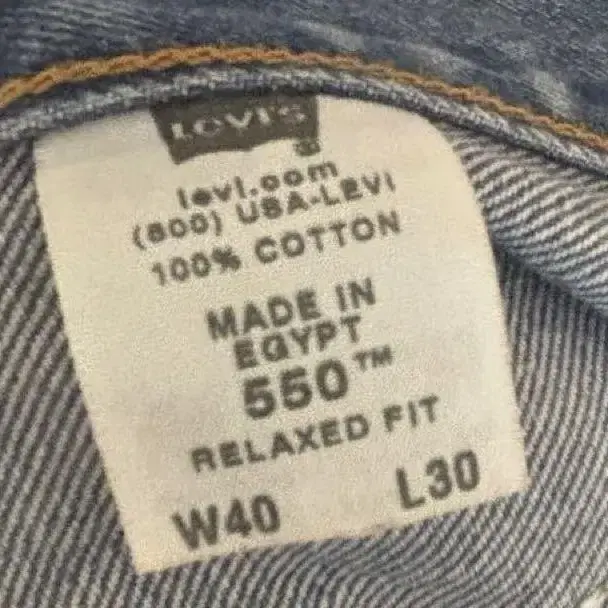 LEVI'S
levi.com
(800) USA-LEVI
100% COTTON
MADE IN
EGYPT
550™
RELAXED FIT
W40 L30